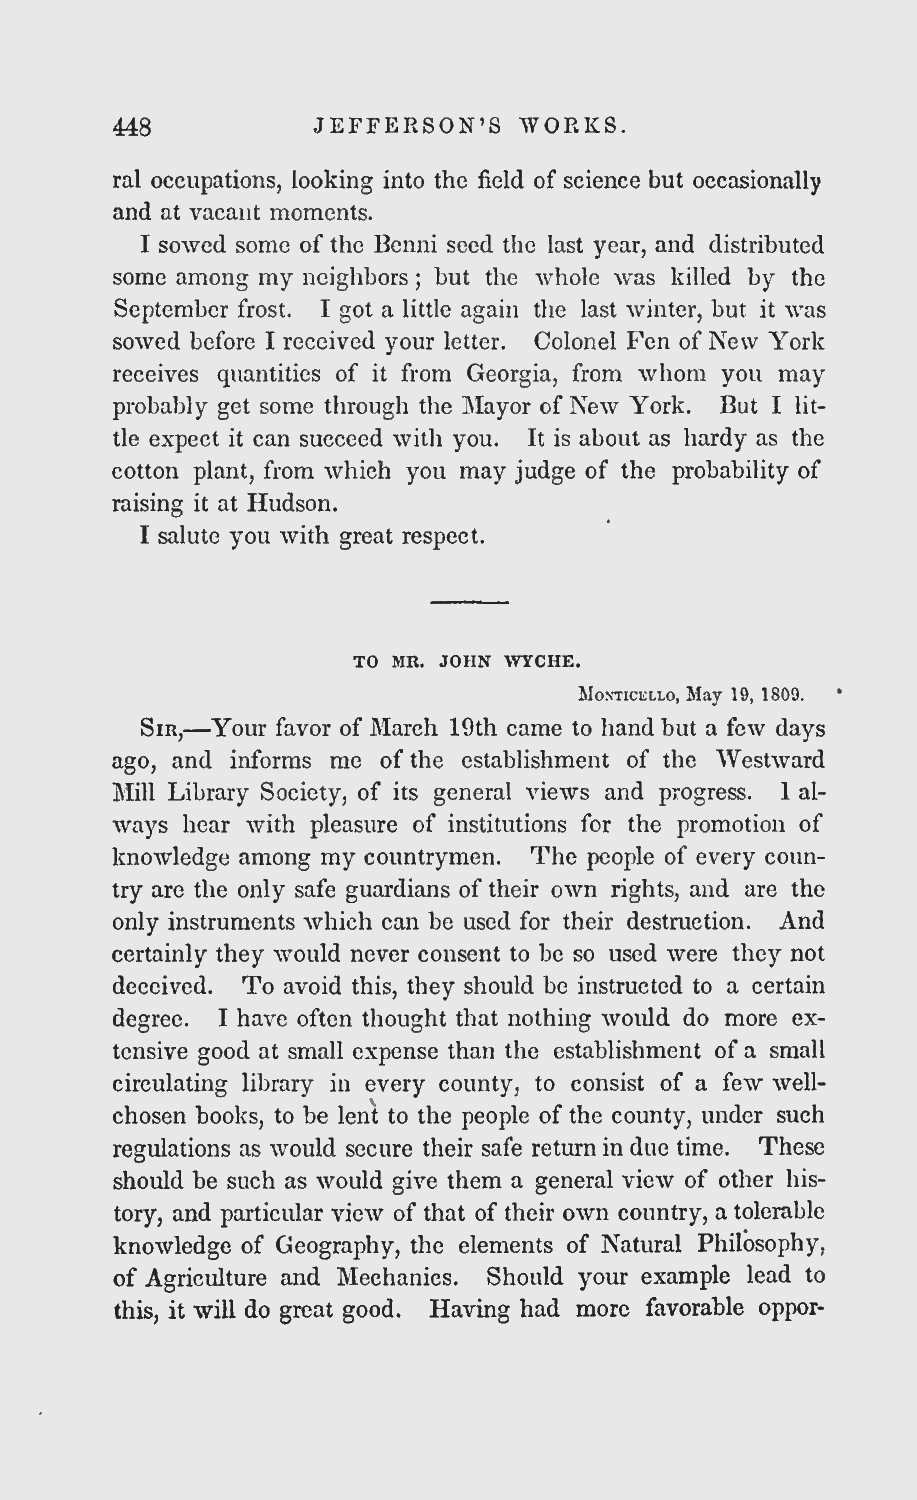 448 JEFFERSON'S WORKS.
ral occupations, looking into the field of science but occasionally
and at vacant moments.
I sowed some of the Benni seed the last year, and distributed
some among my neighbors; but the whole was killed by the
September frost. I got a little again the last winter, but it was
sowed before I received your letter. Colonel Fen of New York
receives quantities of it from Georgia, from whom you may
probably get some through the Mayor of New York. But I lit-
tle expect it can succeed with you. It is about as hardy as the
cotton plant, from which you may judge of the probability of
raising it at Hudson.
I salute you with great respect.
TO MR. JOHN WYCHE.
Monticello, May 19, 1809.
Sir,—Your favor of March 19th came to hand but a few days
ago, and informs me of the establishment of the Westward
Mill Library Society, of its general views and progress. I al-
ways hear with pleasure of institutions for the promotion of
knowledge among my countrymen. The people of every coun-
try are the only safe guardians of their own rights, and are the
only instruments which can be used for their destruction. And
certainly they would never consent to be so used were they not
deceived. To avoid this, they should be instructed to a certain
degree. I have often thought that nothing would do more ex-
tensive good at small expense than the establishment of a small
circulating library in every county, to consist of a few well-
chosen books, to be lent to the people of the county, under such
regulations as would secure their safe return in due time. These
should be such as would give them a general view of other his-
tory, and particular view of that of their own country, a tolerable
knowledge of Geography, the elements of Natural Philosophy,
of Agriculture and Mechanics. Should your example lead to
this, it will do great good. Having had more favorable oppor-